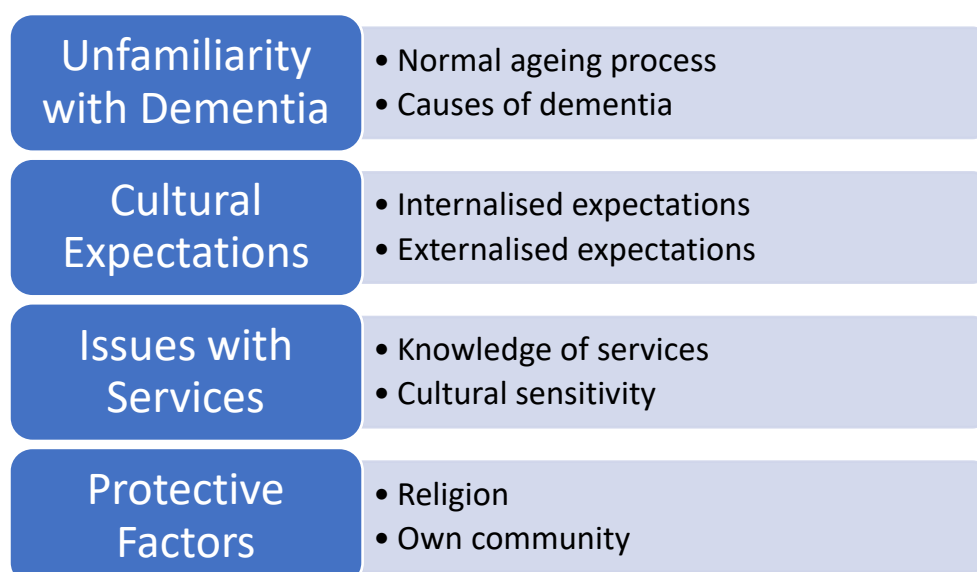 Unfamiliarity
with Dementia
• Normal ageing process
• Causes of dementia
Cultural
Expectations
• Internalised expectations
• Externalised expectations
Issues with
Services
• Knowledge of services
• Cultural sensitivity
Protective
Factors
• Religion
• Own community